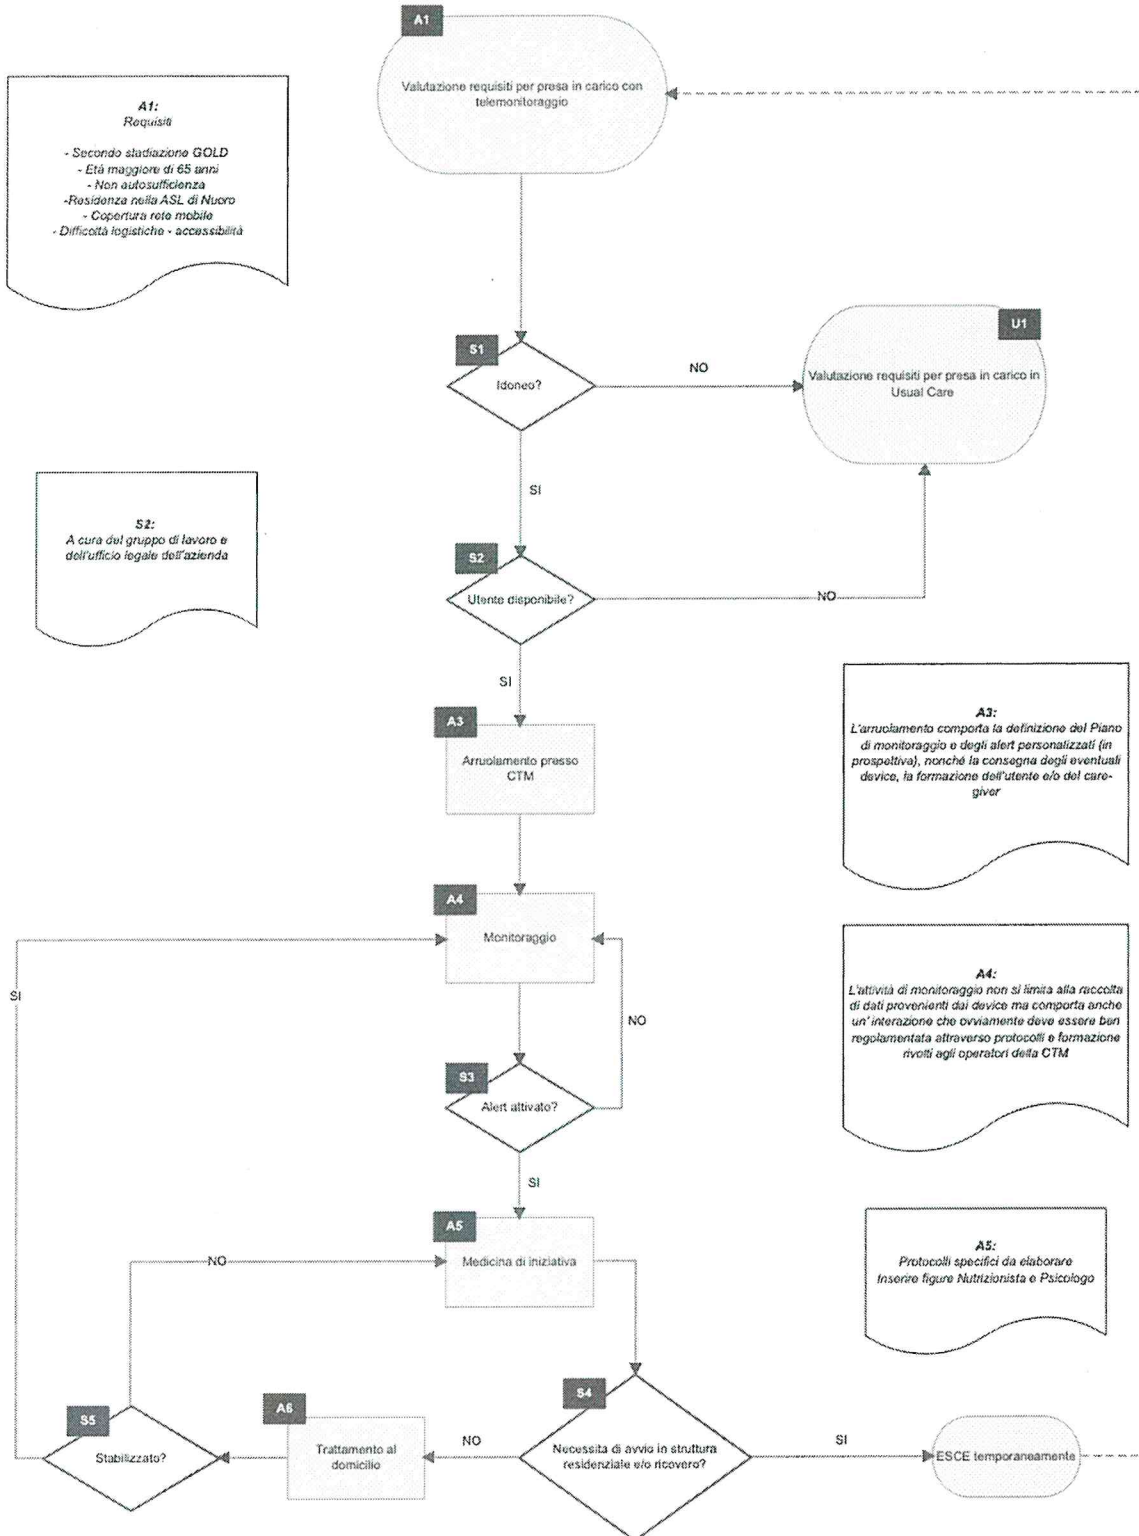 A1
Valutazione requisiti per presa in carico con
telemonitoraggio
A1:
Requisiti
- Secondo stadiazione GOLD
- Età maggiore di 65 anni
- Non autosufficienza
-Residenza nella ASL di Nuoro
- Copertura rete mobile
- Difficoltà logistiche - accessibilità
S1
Idoneo?
NO
U1
Valutazione requisiti per presa in carico in
Usual Care
SI
S2:
A cura del gruppo di lavoro e
dell'ufficio legale dell'azienda
S2
Utente disponibile?
NO
SI
A3
Arruolamento presso
CTM
A3:
L'arruolamento comporta la definizione del Piano
di monitoraggio e degli alert personalizzati (in
prospettiva), nonché la consegna degli eventuali
device, la formazione dell'utente e/o del care-
giver
A4
Monitoraggio
SI
NO
A4:
L'attività di monitoraggio non si limita alla raccolta
di dati provenienti dai device ma comporta anche
un' interazione che ovviamente deve essere ben
regolamentata attraverso protocolli e formazione
rivolti agli operatori della CTM
S3
Alert attivato?
SI
A5
Medicina di iniziativa
NO
A5:
Protocolli specifici da elaborare
Inserire figure Nutrizionista e Psicologo
S5
Stabilizzato?
A6
Trattamento al
domicilio
NO
S4
Necessita di avvio in struttura
residenziale e/o ricovero?
SI
ESCE temporaneamente